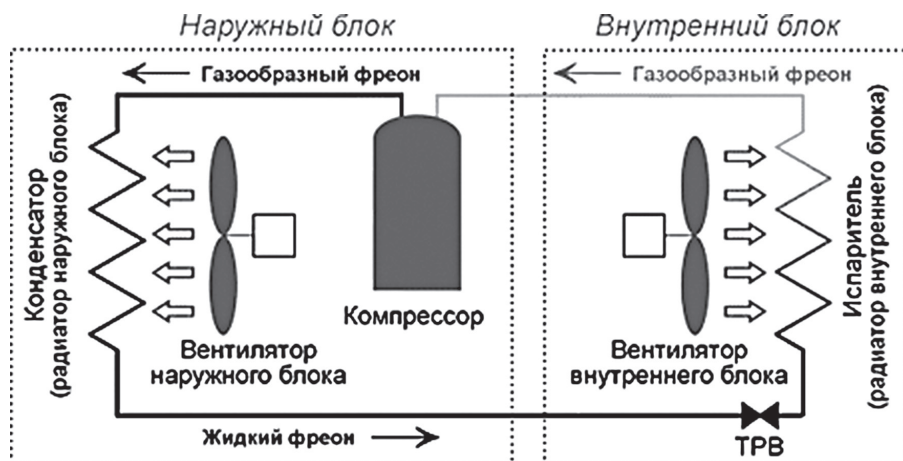 Наружный блок
Внутренний блок
Газообразный фреон
Газообразный фреон
Конденсатор
(радиатор наружного блока)
Компрессор
Вентилятор
наружного блока
Вентилятор
внутреннего блока
Испаритель
(радиатор внутреннего блока)
Жидкий фреон
ТРВ